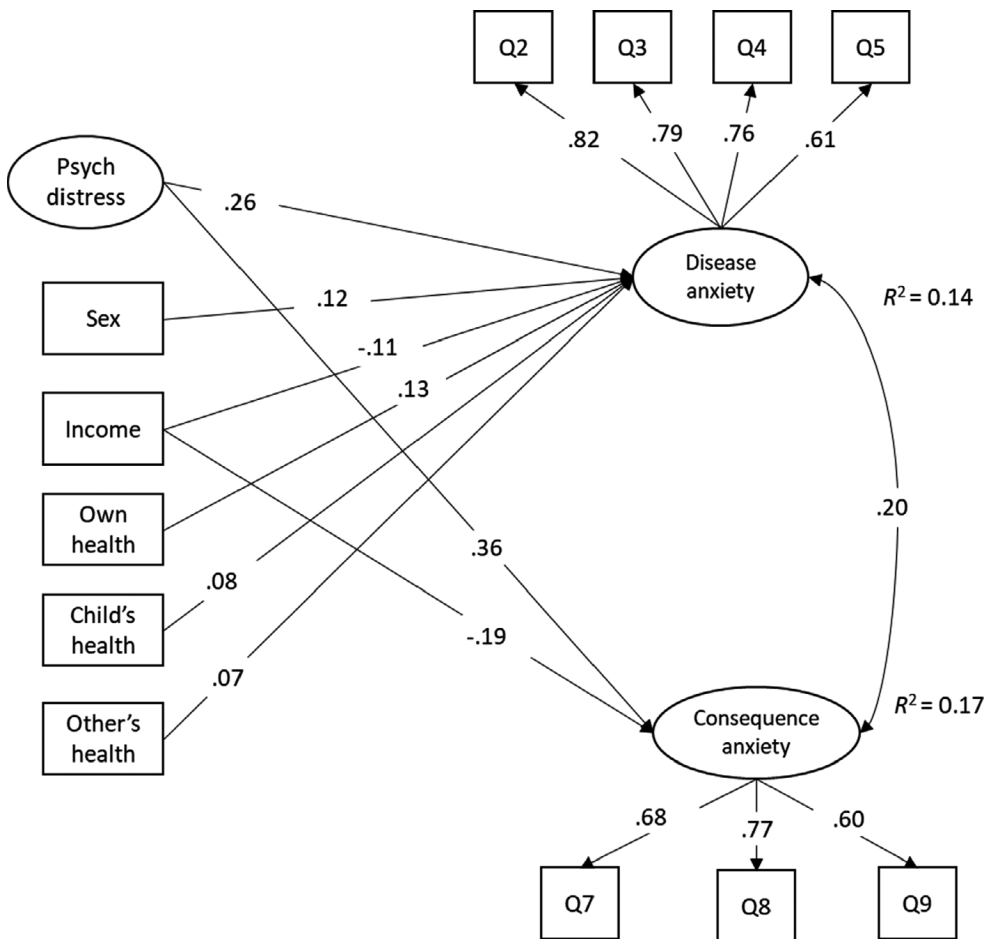 Q2
Q3
Q4
Q5
.82
.79
.76
.61
Psych
distress
.26
Disease
anxiety
R² = 0.14
Sex
.12
-.11
.13
Income
Own
health
.20
.36
Child's
health
.08
-.19
.07
Other's
health
Consequence
anxiety
R² = 0.17
.68
.77
.60
Q7
Q8
Q9